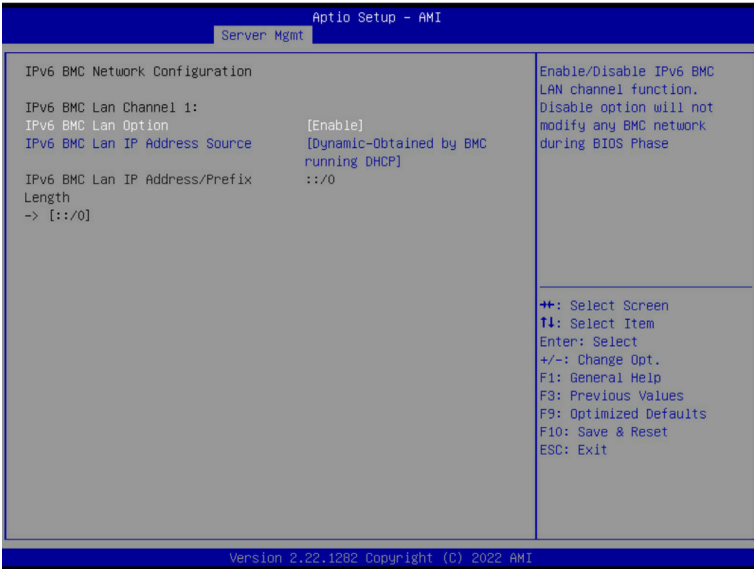 Aptio Setup – AMI
Server Mgmt
IPv6 BMC Network Configuration
IPv6 BMC Lan Channel 1:
IPv6 BMC Lan Option [Enable]
IPv6 BMC Lan IP Address Source [Dynamic-Obtained by BMC
running DHCP]
IPv6 BMC Lan IP Address/Prefix ::/0
Length
-> [::/0]
Enable/Disable IPv6 BMC
LAN channel function.
Disable option will not
modify any BMC network
during BIOS Phase
→←: Select Screen
↑↓: Select Item
Enter: Select
+/-: Change Opt.
F1: General Help
F3: Previous Values
F9: Optimized Defaults
F10: Save & Reset
ESC: Exit
Version 2.22.1282 Copyright (C) 2022 AMI